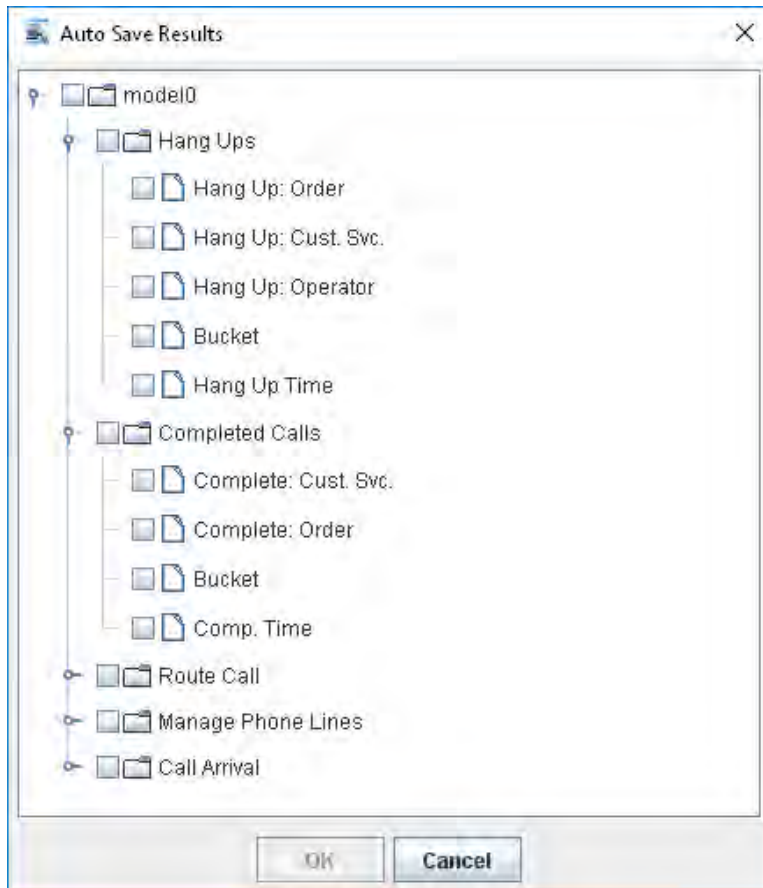 Auto Save Results
model0
Hang Ups
Hang Up: Order
Hang Up: Cust. Svc.
Hang Up: Operator
Bucket
Hang Up Time
Completed Calls
Complete: Cust. Svc.
Complete: Order
Bucket
Comp. Time
Route Call
Manage Phone Lines
Call Arrival
OK Cancel